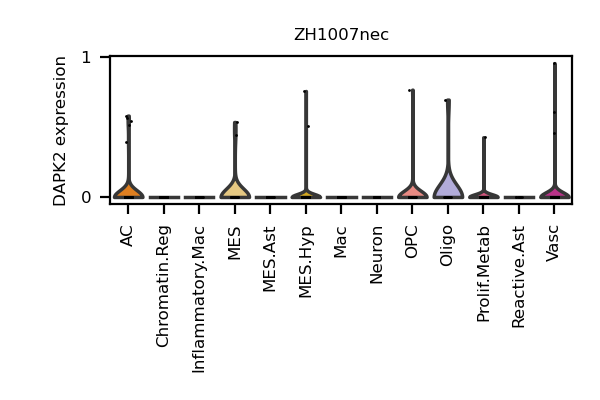 ZH1007nec
DAPK2 expression
1
0
AC
Chromatin.Reg
Inflammatory.Mac
MES
MES.Ast
MES.Hyp
Mac
Neuron
OPC
Oligo
Prolif.Metab
Reactive.Ast
Vasc